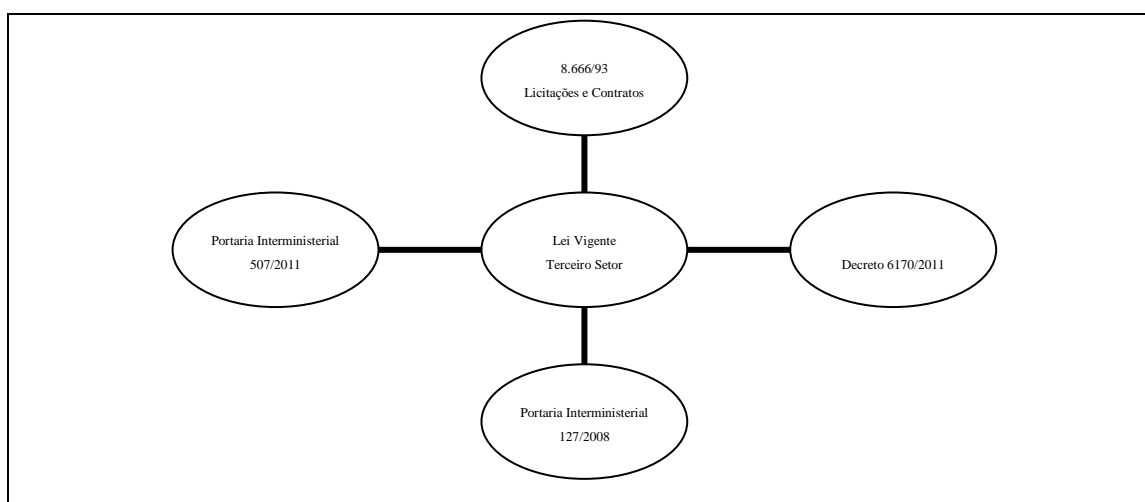 8.666/93
Licitações e Contratos
Portaria Interministerial
507/2011
Lei Vigente
Terceiro Setor
Decreto 6170/2011
Portaria Interministerial
127/2008